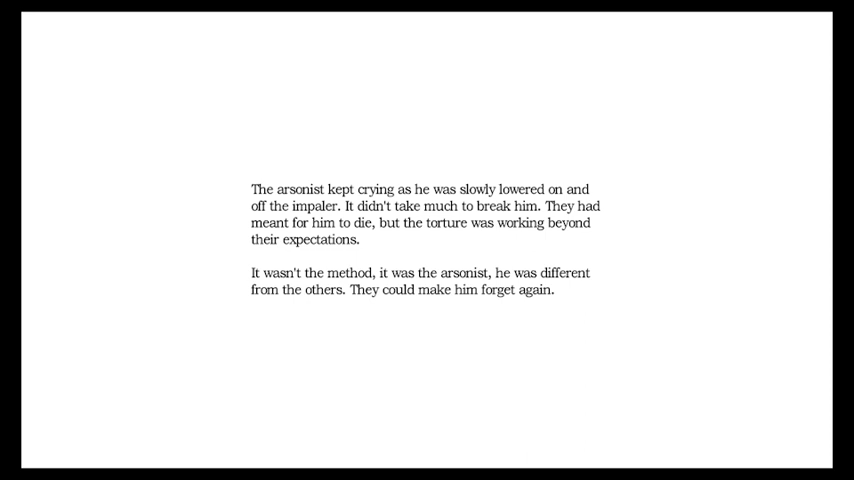 The arsonist kept crying as he was slowly lowered on and
off the impaler. It didn't take much to break him. They had
meant for him to die, but the torture was working beyond
their expectations.
It wasn't the method, it was the arsonist, he was different
from the others. They could make him forget again.